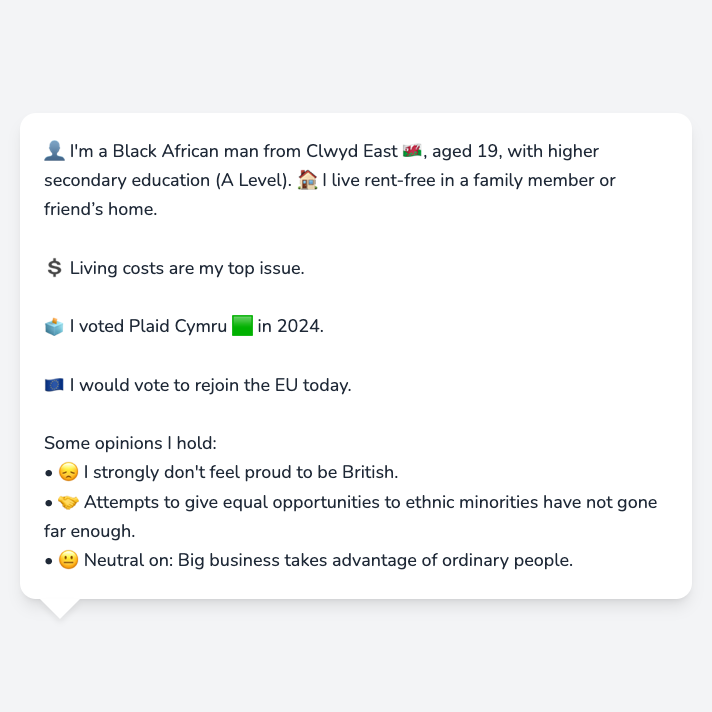 👤 I'm a Black African man from Clwyd East 🏴󠁧󠁢󠁷󠁬󠁳󠁿, aged 19, with higher
secondary education (A Level). 🏠 I live rent-free in a family member or
friend’s home.
💲 Living costs are my top issue.
🗳️ I voted Plaid Cymru 🟩 in 2024.
🇪🇺 I would vote to rejoin the EU today.
Some opinions I hold:
• 😞 I strongly don't feel proud to be British.
• 🤝 Attempts to give equal opportunities to ethnic minorities have not gone
far enough.
• 😐 Neutral on: Big business takes advantage of ordinary people.